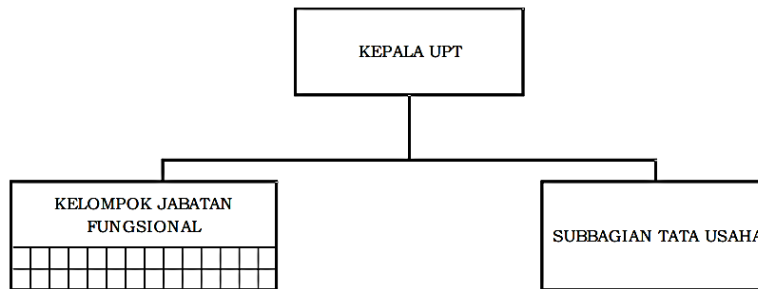 KEPALA UPT
KELOMPOK JABATAN
FUNGSIONAL
SUBBAGIAN TATA USAHA